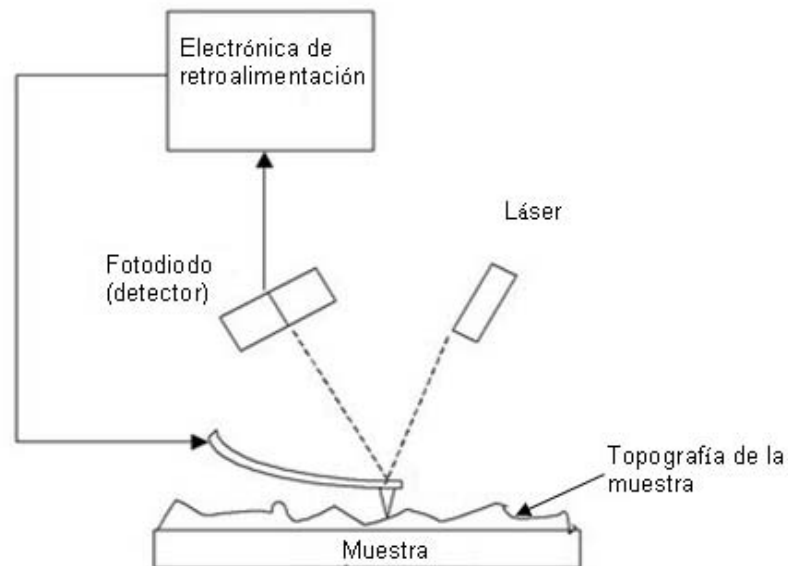 Electrónica de
retroalimentación
Láser
Fotodiodo
(detector)
Topografía de la
muestra
Muestra